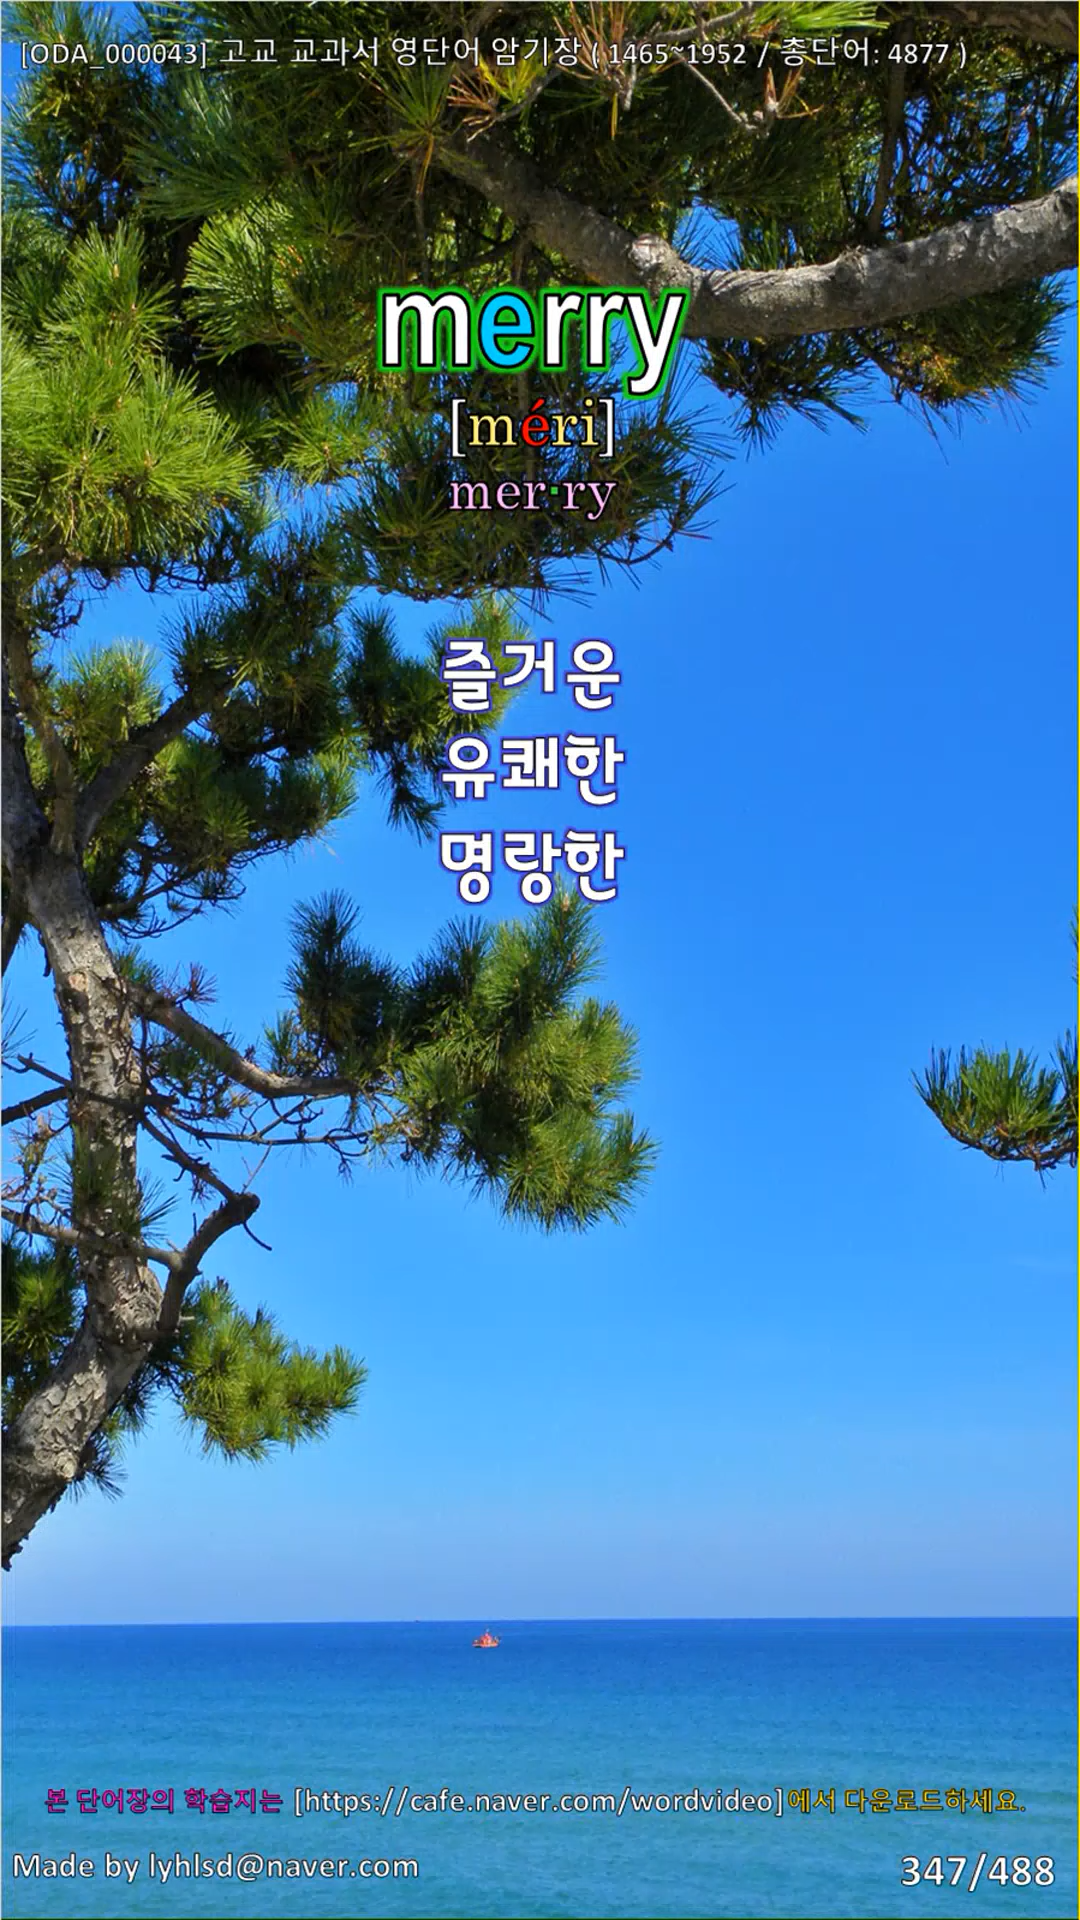 [ODA_000043] 고교 교과서 영단어 암기장 ( 1465~1952 / 총단어: 4877 )
merry
[méri]
mer·ry
즐거운
유쾌한
명랑한
본 단어장의 학습지는 [https://cafe.naver.com/wordvideo]에서 다운로드하세요.
Made by lyhlsd@naver.com
347/488